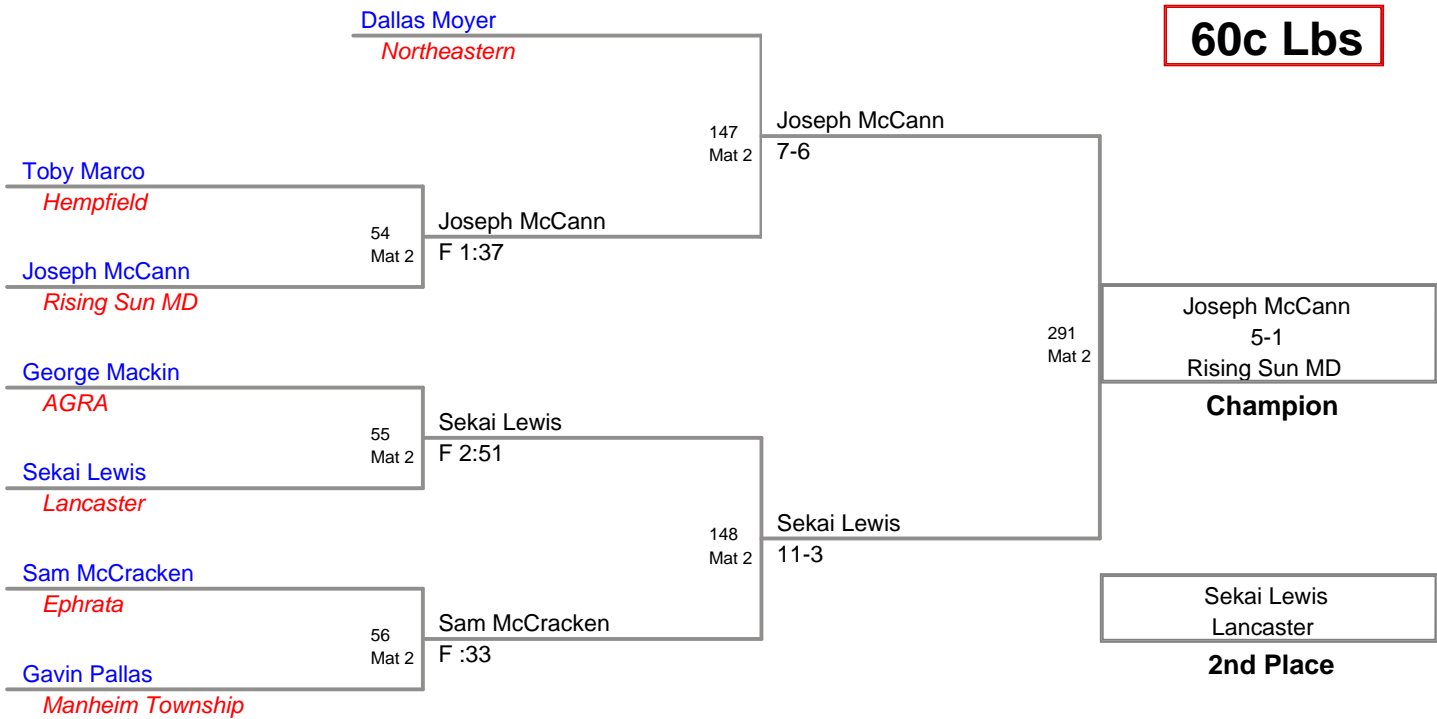 Dallas Moyer
Northeastern
60c Lbs
147
Mat 2
Joseph McCann
7-6
Toby Marco
Hempfield
54
Mat 2
Joseph McCann
F 1:37
Joseph McCann
Rising Sun MD
291
Mat 2
Joseph McCann
5-1
Rising Sun MD
Champion
George Mackin
AGRA
55
Mat 2
Sekai Lewis
F 2:51
Sekai Lewis
Lancaster
148
Mat 2
Sekai Lewis
11-3
Sam McCracken
Ephrata
56
Mat 2
Sam McCracken
F :33
Gavin Pallas
Manheim Township
Sekai Lewis
Lancaster
2nd Place